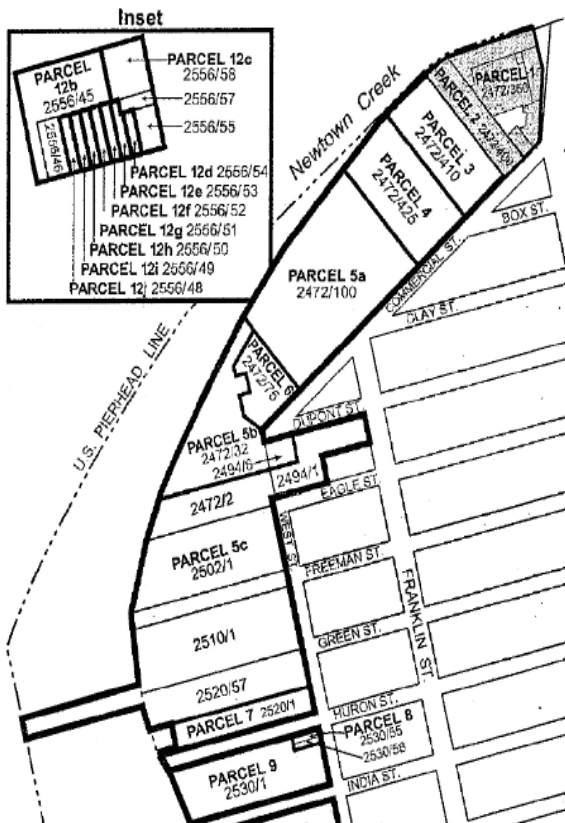 Inset
PARCEL
12b
2556/45
PARCEL 12c
2556/58
2556/57
2556/55
2556/46
PARCEL 12d 2556/54
PARCEL 12e 2556/53
PARCEL 12f 2556/52
PARCEL 12g 2556/51
PARCEL 12h 2556/50
PARCEL 12i 2556/49
PARCEL 12j 2556/48
Newtown Creek
PARCEL 1
PARCEL 2 2472/400
PARCEL 3
2472/410
PARCEL 4
2472/425
PARCEL 5a
2472/100
PARCEL 6
2472/75
BOX ST.
COMMERCIAL ST.
CLAY ST.
DUPONT ST.
U.S. PIERHEAD LINE
PARCEL 5b
2472/32
2494/6
2494/1
2472/2
EAGLE ST.
WEST ST.
PARCEL 5c
2502/1
FREEMAN ST.
FRANKLIN ST.
2510/1
GREEN ST.
2520/57
PARCEL 7 2520/1
HURON ST.
PARCEL 8
2530/55
2530/56
PARCEL 9
2530/1
INDIA ST.